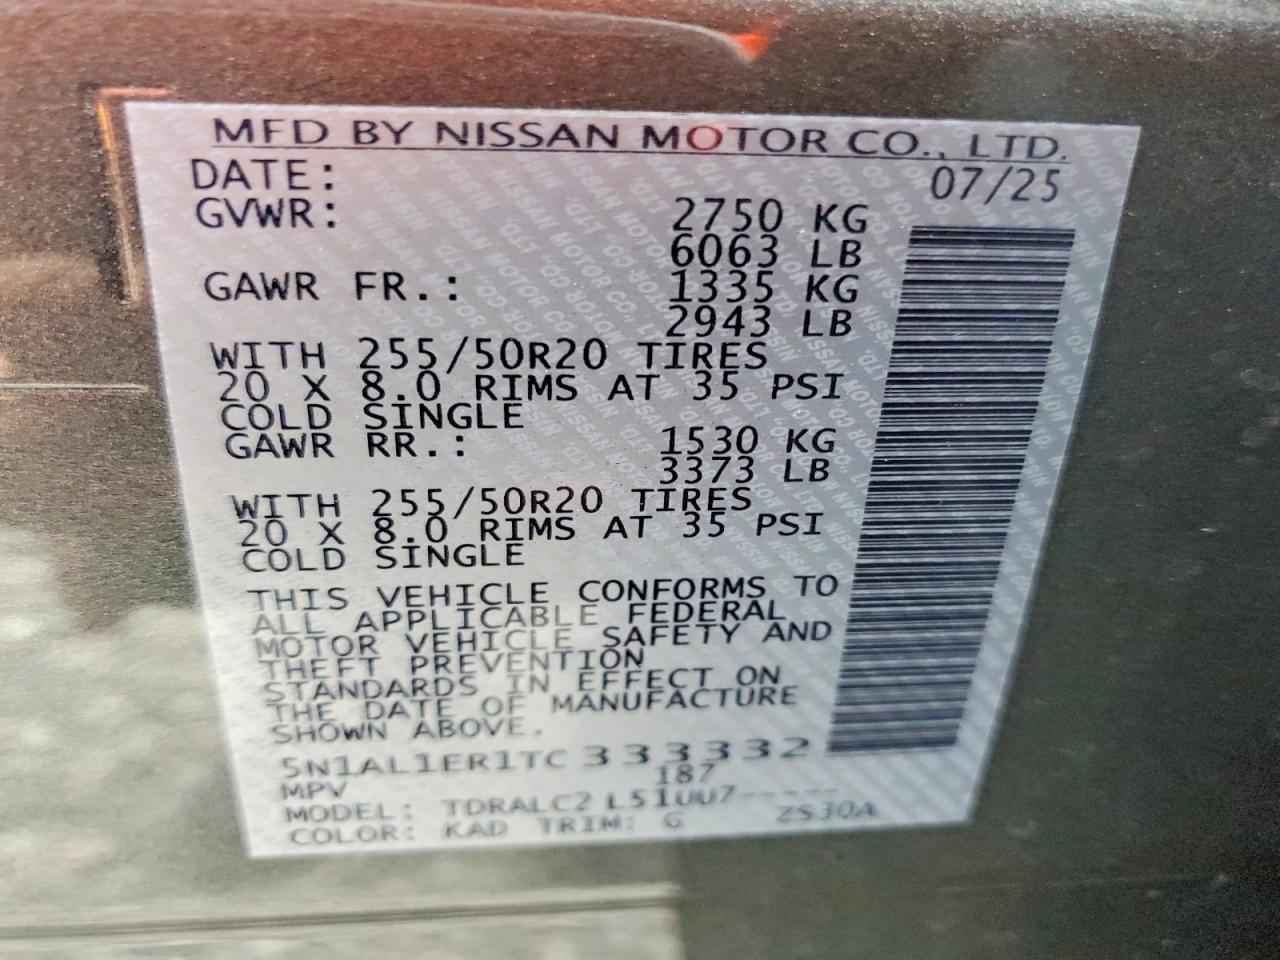 MFD BY NISSAN MOTOR CO., LTD.
DATE: 07/25
GVWR: 2750 KG
6063 LB
GAWR FR.: 1335 KG
2943 LB
WITH 255/50R20 TIRES
20 X 8.0 RIMS AT 35 PSI
COLD SINGLE
GAWR RR.: 1530 KG
3373 LB
WITH 255/50R20 TIRES
20 X 8.0 RIMS AT 35 PSI
COLD SINGLE
THIS VEHICLE CONFORMS TO
ALL APPLICABLE FEDERAL
MOTOR VEHICLE SAFETY AND
THEFT PREVENTION
STANDARDS IN EFFECT ON
THE DATE OF MANUFACTURE
SHOWN ABOVE.
5N1AL1ER1TC333332
MPV 187
MODEL: TDRALC2 L51UU7-----
COLOR: KAD TRIM: G ZS30A